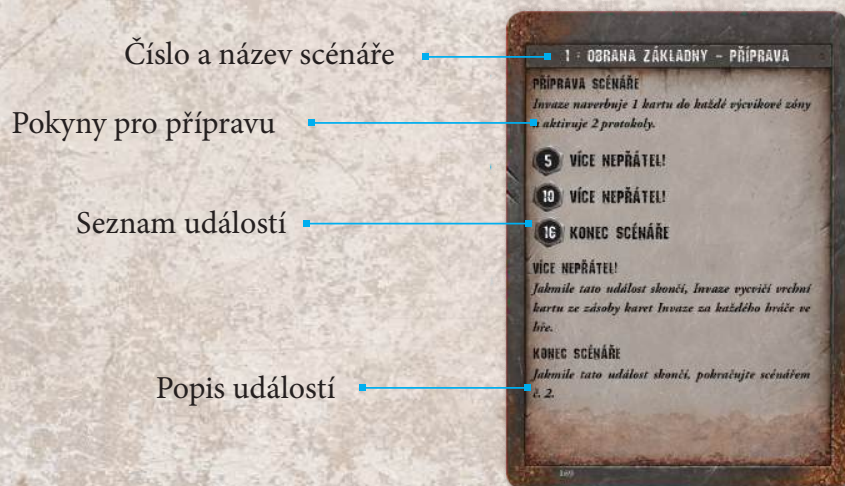 Číslo a název scénáře
Pokyny pro přípravu
Seznam událostí
Popis událostí
1 : OBRANA ZÁKLADNY – PŘÍPRAVA
PŘÍPRAVA SCÉNÁŘE
Invaze naverbuje 1 kartu do každé výcvikové zóny
a aktivuje 2 protokoly.
5 VÍCE NEPŘÁTEL!
10 VÍCE NEPŘÁTEL!
16 KONEC SCÉNÁŘE
VÍCE NEPŘÁTEL!
Jakmile tato událost skončí, Invaze vycvičí vrchní
kartu ze zásoby karet Invaze za každého hráče ve
hře.
KONEC SCÉNÁŘE
Jakmile tato událost skončí, pokračujte scénářem
č. 2.
169